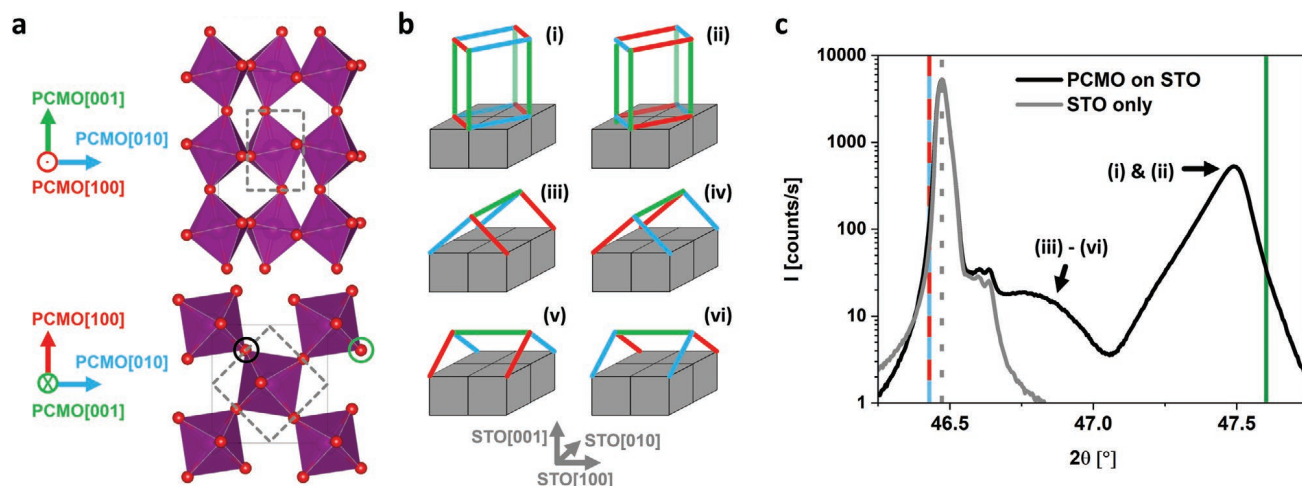 a
PCMO[001]
PCMO[010]
PCMO[100]
PCMO[100]
PCMO[010]
PCMO[001]
b
(i)
(ii)
(iii)
(iv)
(v)
(vi)
STO[001]
STO[010]
STO[100]
c
10000
1000
100
10
1
I [counts/s]
PCMO on STO
STO only
(i) & (ii)
(iii) - (vi)
46.5
47.0
47.5
2θ [°]